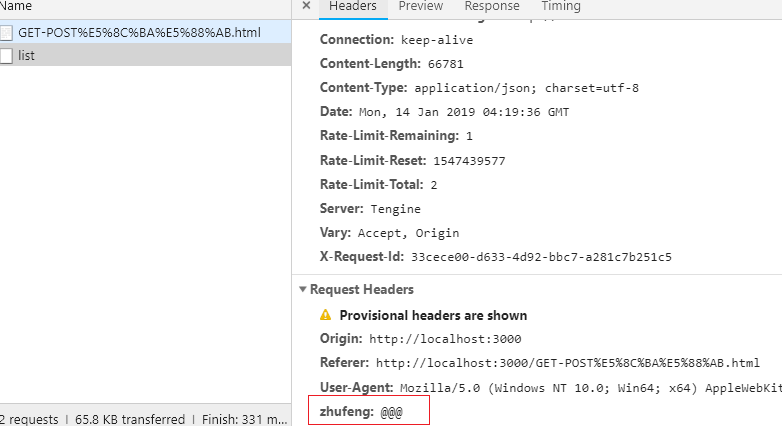 Name
× Headers Preview Response Timing
GET-POST%E5%8C%BA%E5%88%AB.html
list
Connection: keep-alive
Content-Length: 66781
Content-Type: application/json; charset=utf-8
Date: Mon, 14 Jan 2019 04:19:36 GMT
Rate-Limit-Remaining: 1
Rate-Limit-Reset: 1547439577
Rate-Limit-Total: 2
Server: Tengine
Vary: Accept, Origin
X-Request-Id: 33cece00-d633-4d92-bbc7-a281c7b251c5
Request Headers
Provisional headers are shown
Origin: http://localhost:3000
Referer: http://localhost:3000/GET-POST%E5%8C%BA%E5%88%AB.html
User-Agent: Mozilla/5.0 (Windows NT 10.0; Win64; x64) AppleWebKit
zhufeng: @@@
2 requests | 65.8 KB transferred | Finish: 331 m...